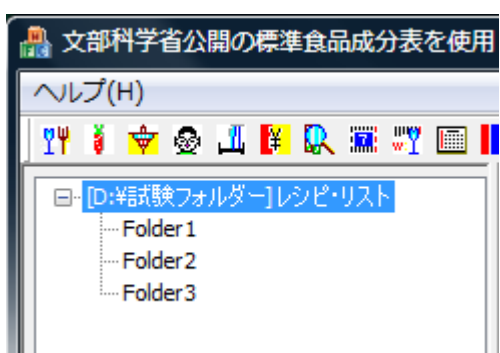 文部科学省公開の標準食品成分表を使用
ヘルプ(H)
[D:¥試験フォルダー]レシピ・リスト
Folder1
Folder2
Folder3